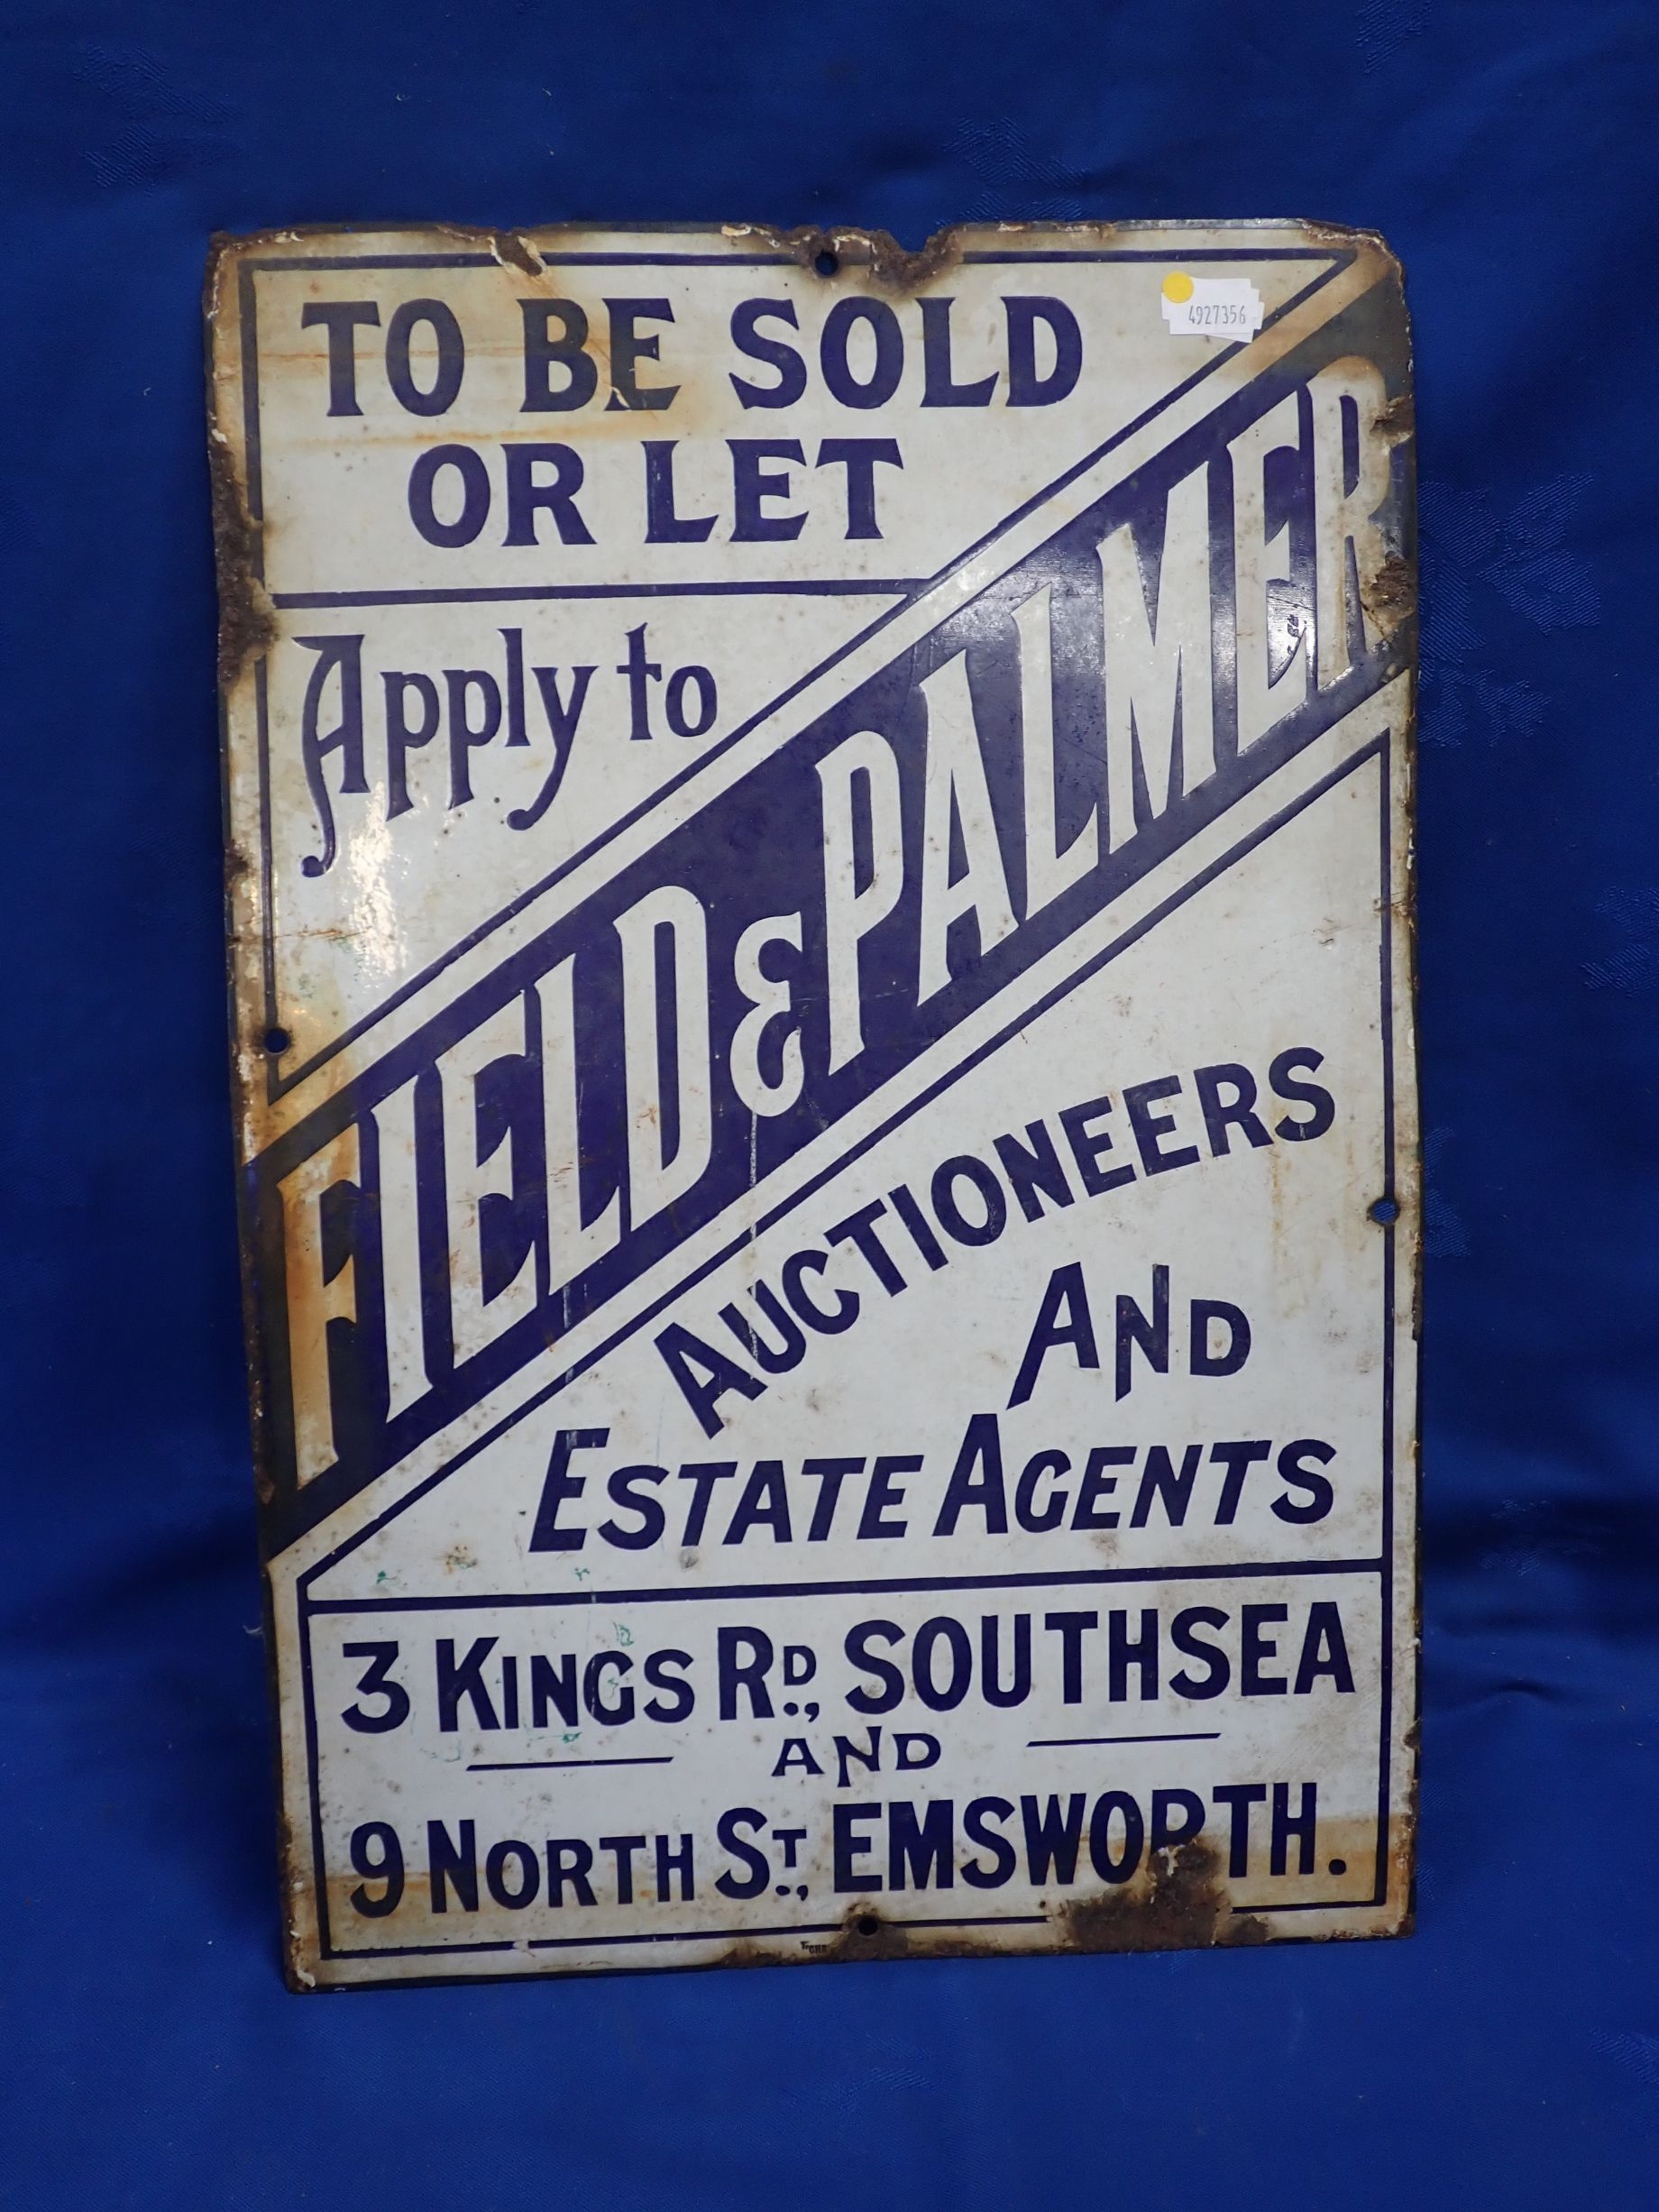 TO BE SOLD
OR LET
4927356
Apply to
FIELD & PALMER
AUCTIONEERS
AND
ESTATE AGENTS
3 KINGS RD., SOUTHSEA
AND
9 NORTH ST., EMSWORTH.